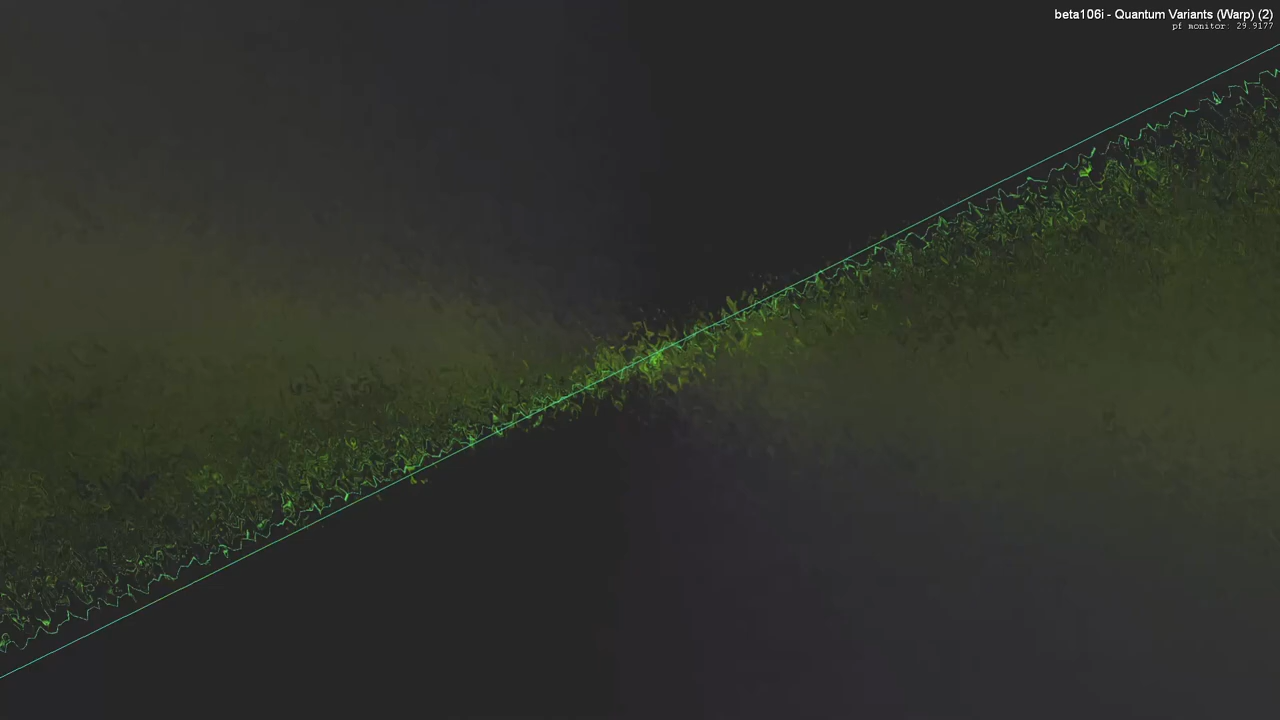 beta106i - Quantum Variants (Warp) (2)
pf monitor: 29.9177